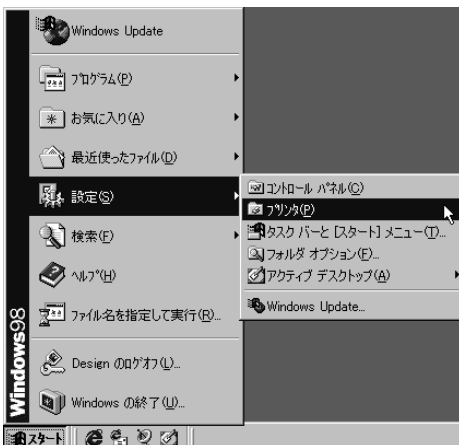 Windows Update
プログラム(P)
お気に入り(A)
最近使ったファイル(D)
設定(S)
検索(F)
ヘルプ(H)
ファイル名を指定して実行(R)...
Design のログオフ(L)...
Windows の終了(U)...
Windows98
コントロール パネル(C)
プリンタ(P)
タスク バーと [スタート] メニュー(T)...
フォルダ オプション(F)...
アクティブ デスクトップ(A)
Windows Update...
スタート